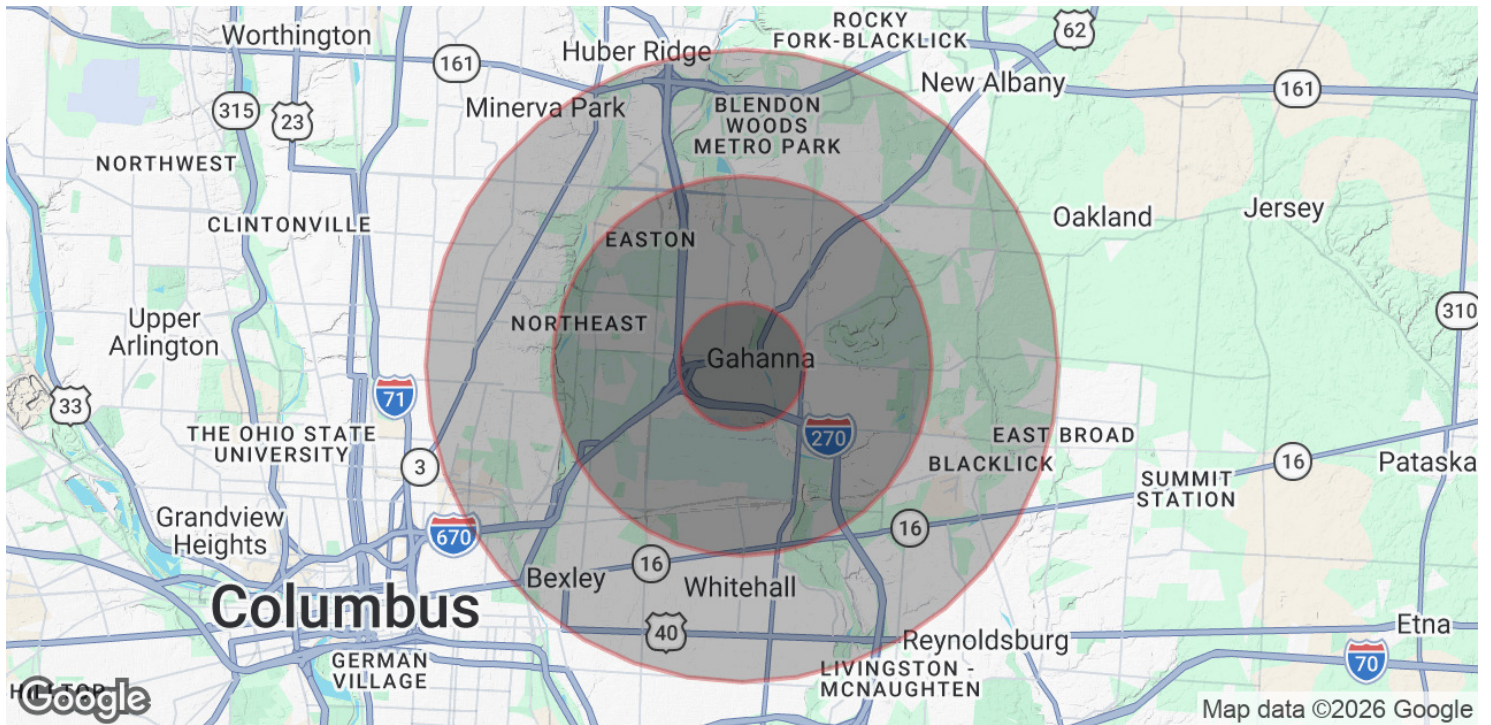 Worthington
161
Huber Ridge
ROCKY
FORK-BLACKLICK
62
New Albany
161
315
23
Minerva Park
BLENDON
WOODS
METRO PARK
NORTHWEST
CLINTONVILLE
EASTON
Oakland
Jersey
Upper
Arlington
NORTHEAST
310
Gahanna
33
71
THE OHIO STATE
UNIVERSITY
3
270
EAST BROAD
BLACKLICK
16
Pataska
SUMMIT
STATION
Grandview
Heights
670
16
16
Bexley
Whitehall
Columbus
40
Reynoldsburg
Etna
GERMAN
VILLAGE
LIVINGSTON -
MCNAUGHTEN
70
HILLTOP
Google
Map data ©2026 Google